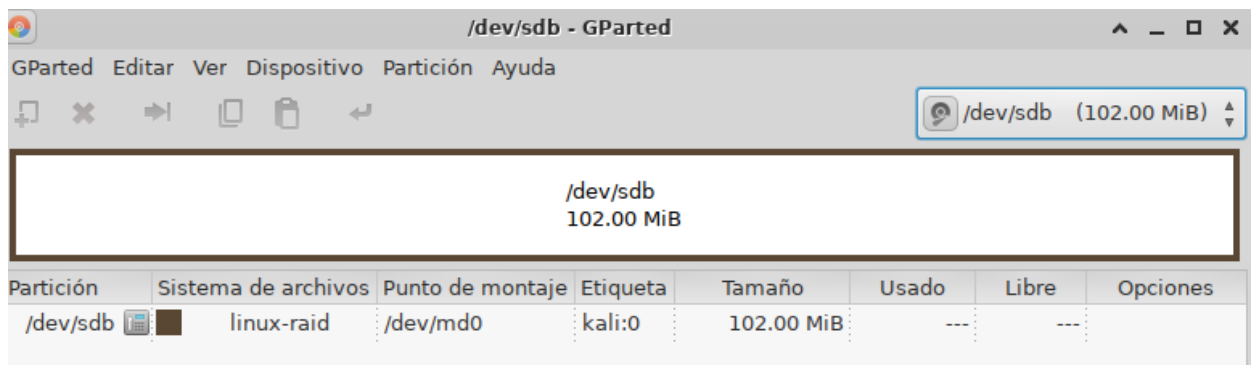 /dev/sdb - GParted
GParted Editar Ver Dispositivo Partición Ayuda
/dev/sdb (102.00 MiB)
/dev/sdb
102.00 MiB
Partición Sistema de archivos Punto de montaje Etiqueta Tamaño Usado Libre Opciones
/dev/sdb linux-raid /dev/md0 kali:0 102.00 MiB --- ---